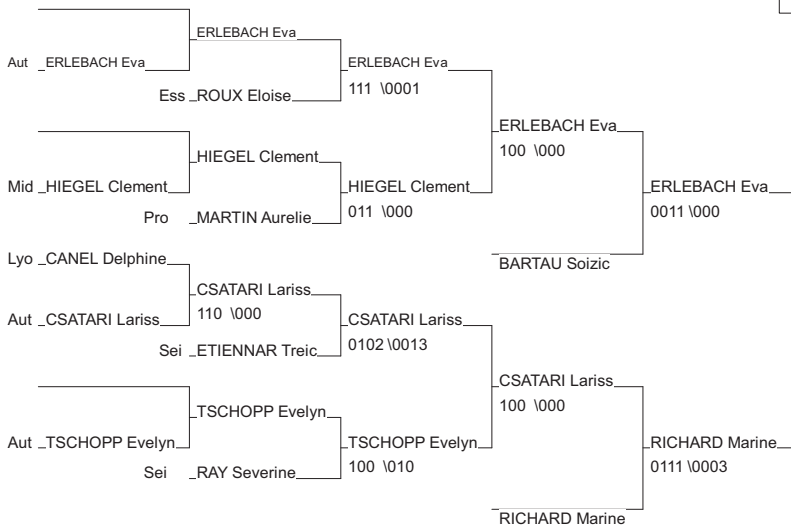 ERLEBACH Eva
Aut ERLEBACH Eva ERLEBACH Eva
111 \0001
Ess ROUX Eloise
ERLEBACH Eva
100 \000
HIEGEL Clement
Mid HIEGEL Clement HIEGEL Clement ERLEBACH Eva
011 \000 0011 \000
Pro MARTIN Aurelie
Lyo CANEL Delphine BARTAU Soizic
CSATARI Lariss
110 \000
Aut CSATARI Lariss CSATARI Lariss
0102 \0013
Sei ETIENNAR Treic
CSATARI Lariss
100 \000
TSCHOPP Evelyn
Aut TSCHOPP Evelyn TSCHOPP Evelyn RICHARD Marine
100 \010 0111 \0003
Sei RAY Severine
RICHARD Marine